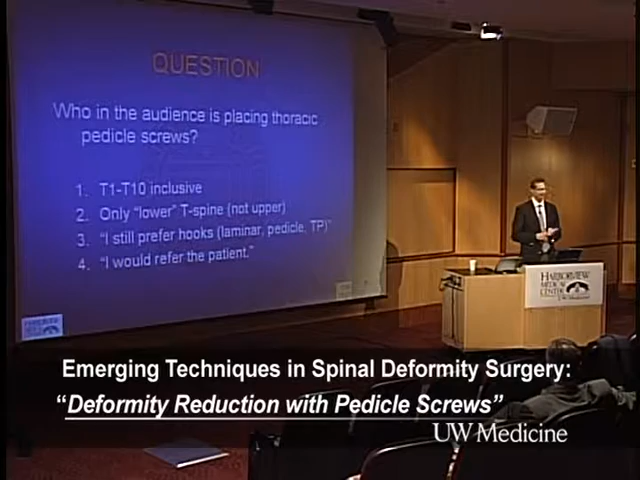 QUESTION
Who in the audience is placing thoracic
pedicle screws?
1. T1-T10 inclusive
2. Only "lower" T-spine (not upper)
3. "I still prefer hooks (laminar, pedicle, TP)"
4. "I would refer the patient."
HARBORVIEW
MEDICAL
CENTER
UW Medicine
Emerging Techniques in Spinal Deformity Surgery:
"Deformity Reduction with Pedicle Screws"
UW Medicine